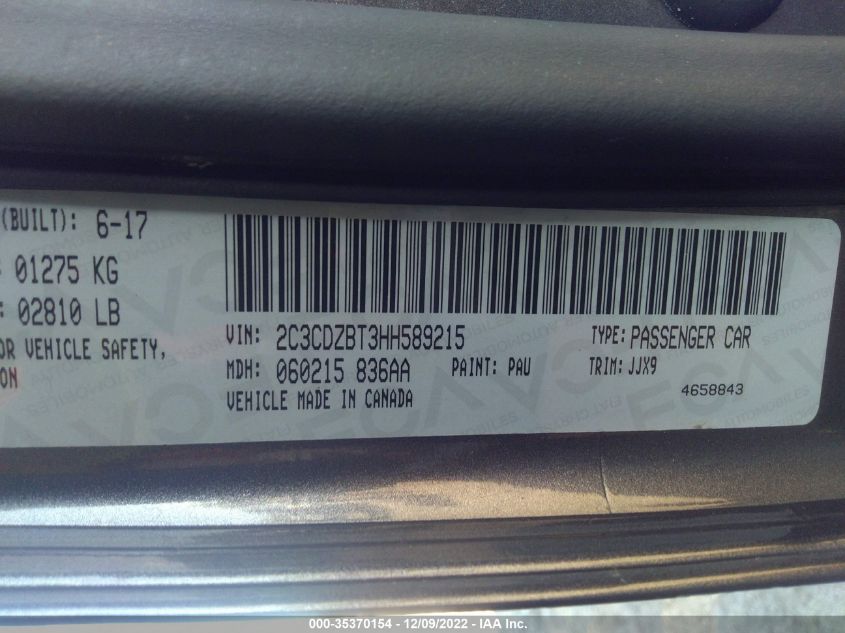 (BUILT): 6-17
: 01275 KG
: 02810 LB
OR VEHICLE SAFETY,
ON
VIN: 2C3CDZBT3HH589215
TYPE: PASSENGER CAR
MDH: 060215 836AA
PAINT: PAU
TRIM: JJX9
VEHICLE MADE IN CANADA
4658843
000-35370154 - 12/09/2022 - IAA Inc.